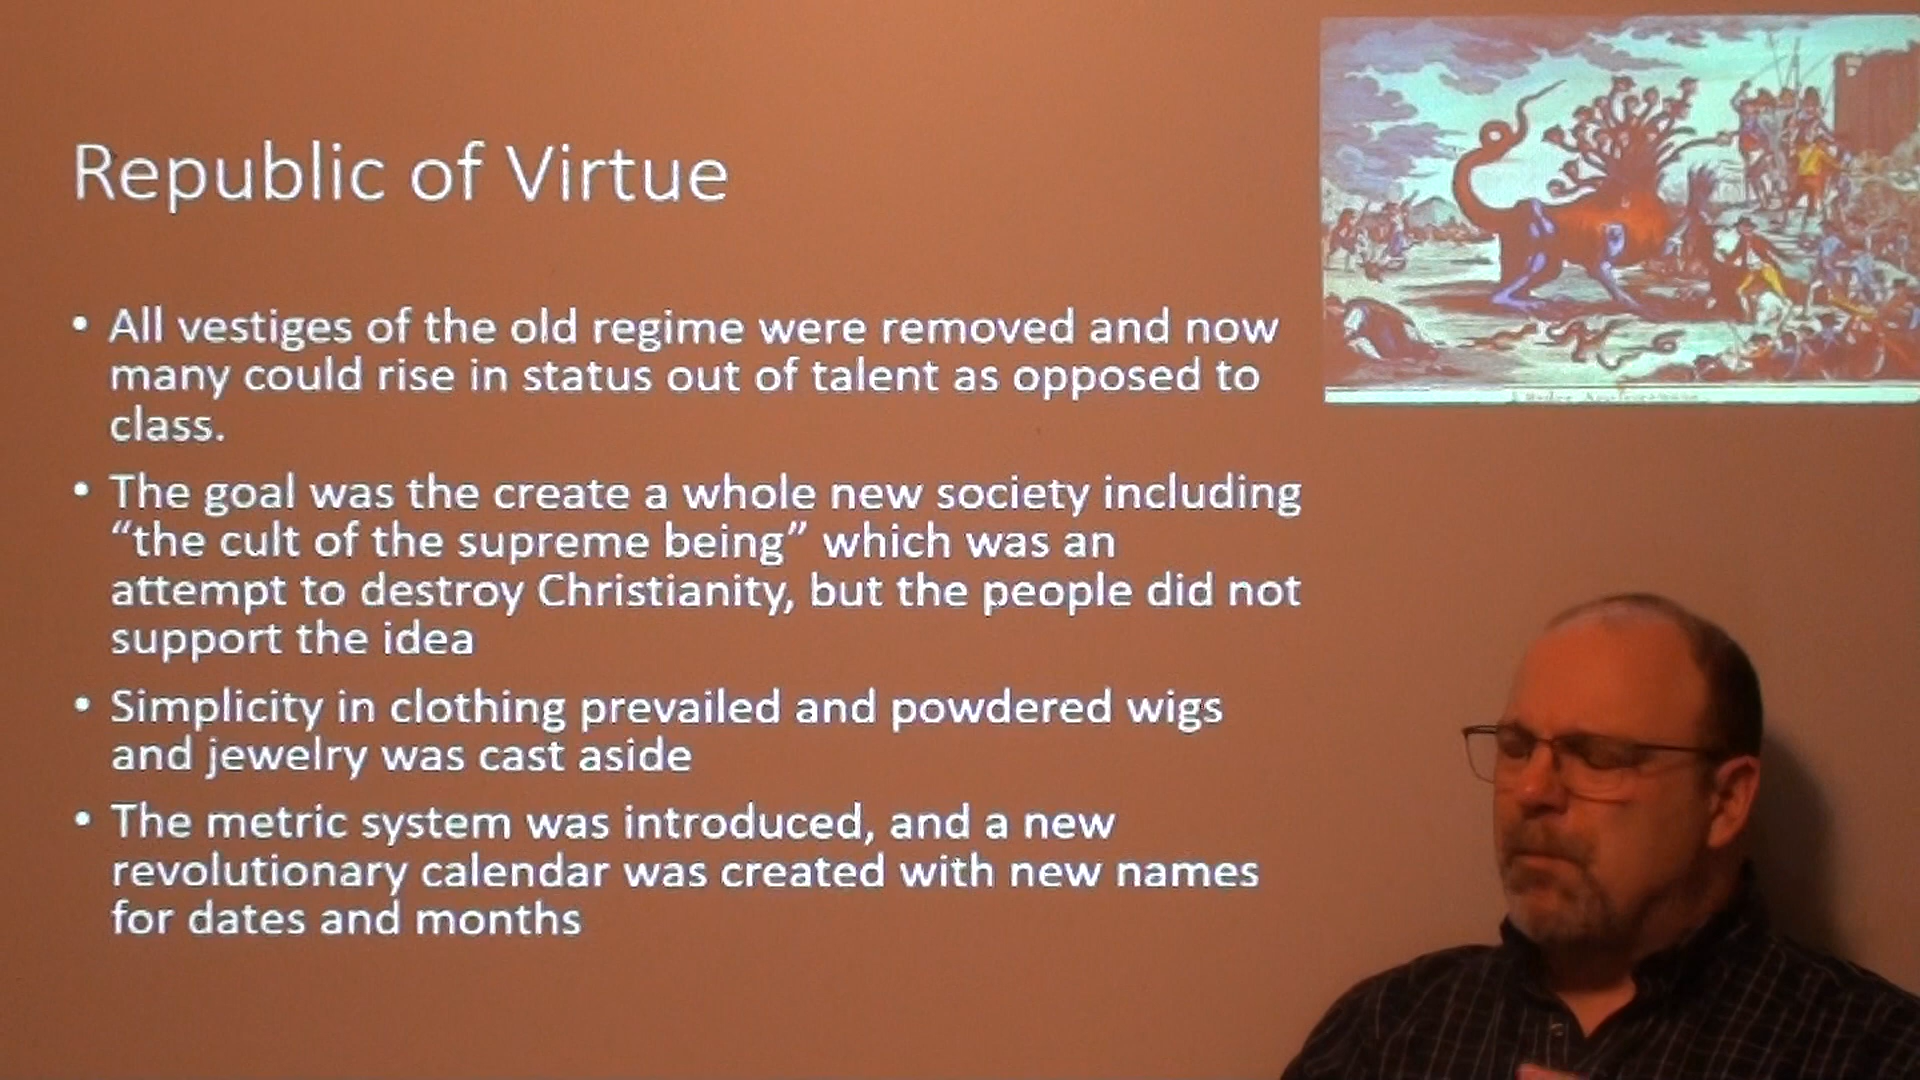 Republic of Virtue
• All vestiges of the old regime were removed and now
many could rise in status out of talent as opposed to
class.
• The goal was the create a whole new society including
“the cult of the supreme being” which was an
attempt to destroy Christianity, but the people did not
support the idea
• Simplicity in clothing prevailed and powdered wigs
and jewelry was cast aside
• The metric system was introduced, and a new
revolutionary calendar was created with new names
for dates and months